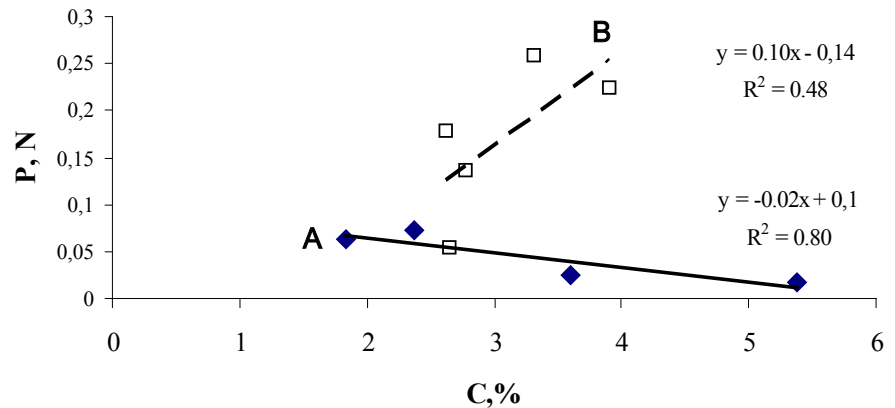 0,3
0,25
0,2
0,15
0,1
0,05
0
P, N
B
A
y = 0.10x - 0,14
R² = 0.48
y = -0.02x + 0,1
R² = 0.80
0 1 2 3 4 5 6
C,%